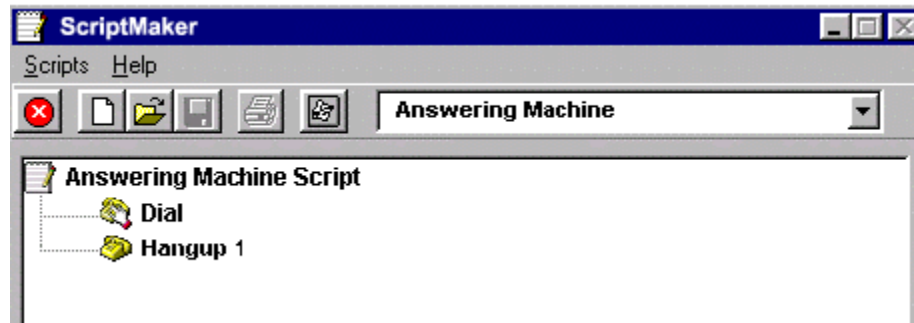 ScriptMaker
Scripts Help
Answering Machine
Answering Machine Script
Dial
Hangup 1